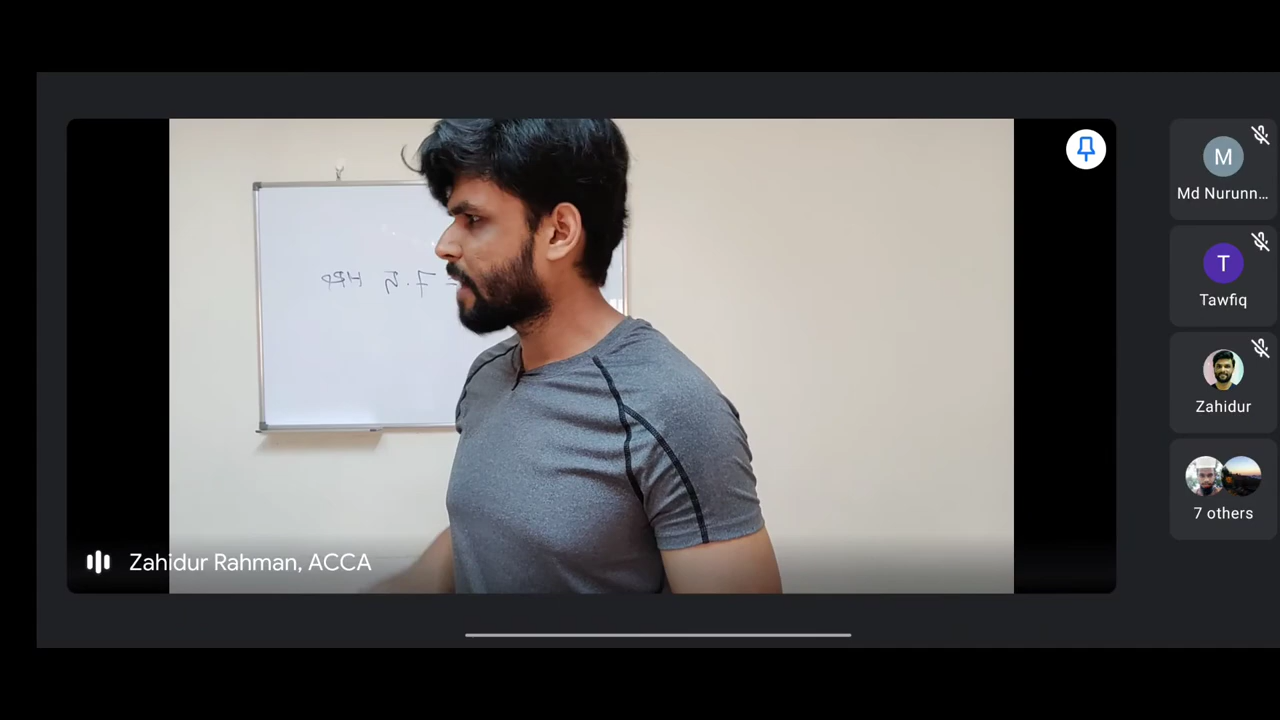 Zahidur Rahman, ACCA
M
Md Nurunn...
T
Tawfiq
Zahidur
7 others